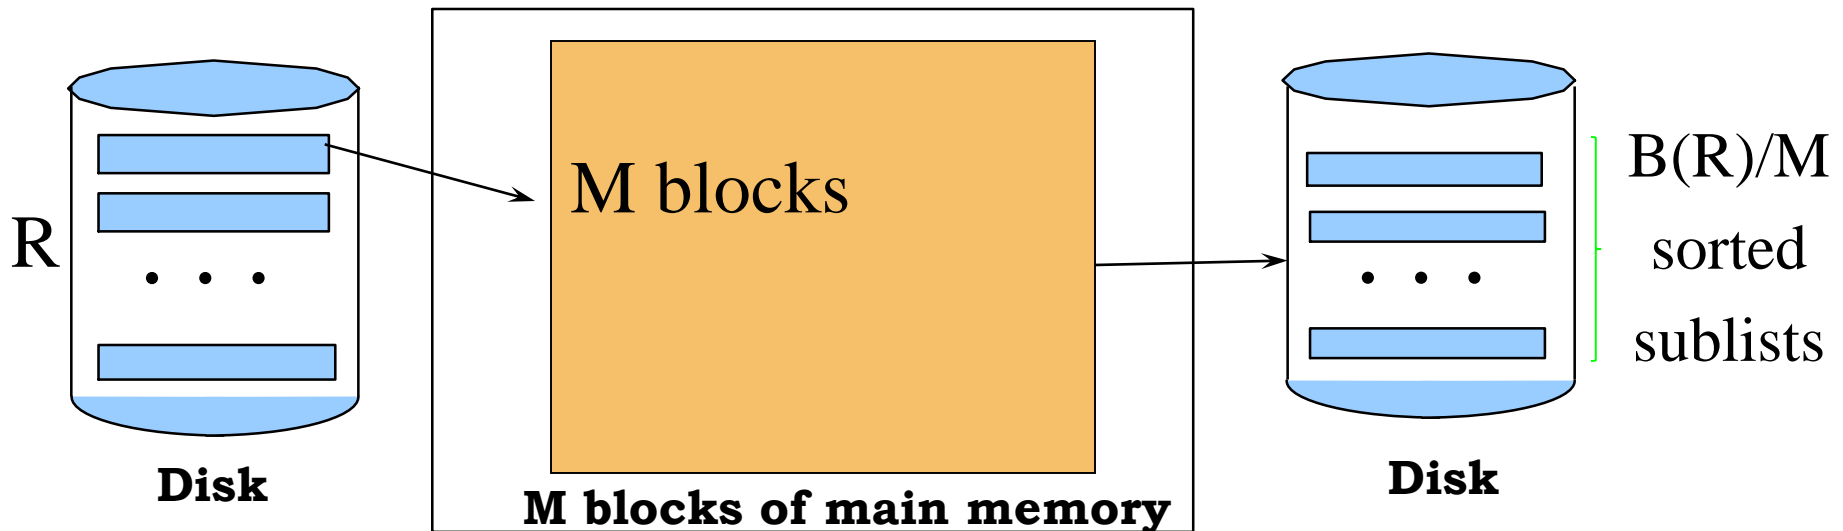 R
Disk
M blocks
M blocks of main memory
B(R)/M
sorted
sublists
Disk